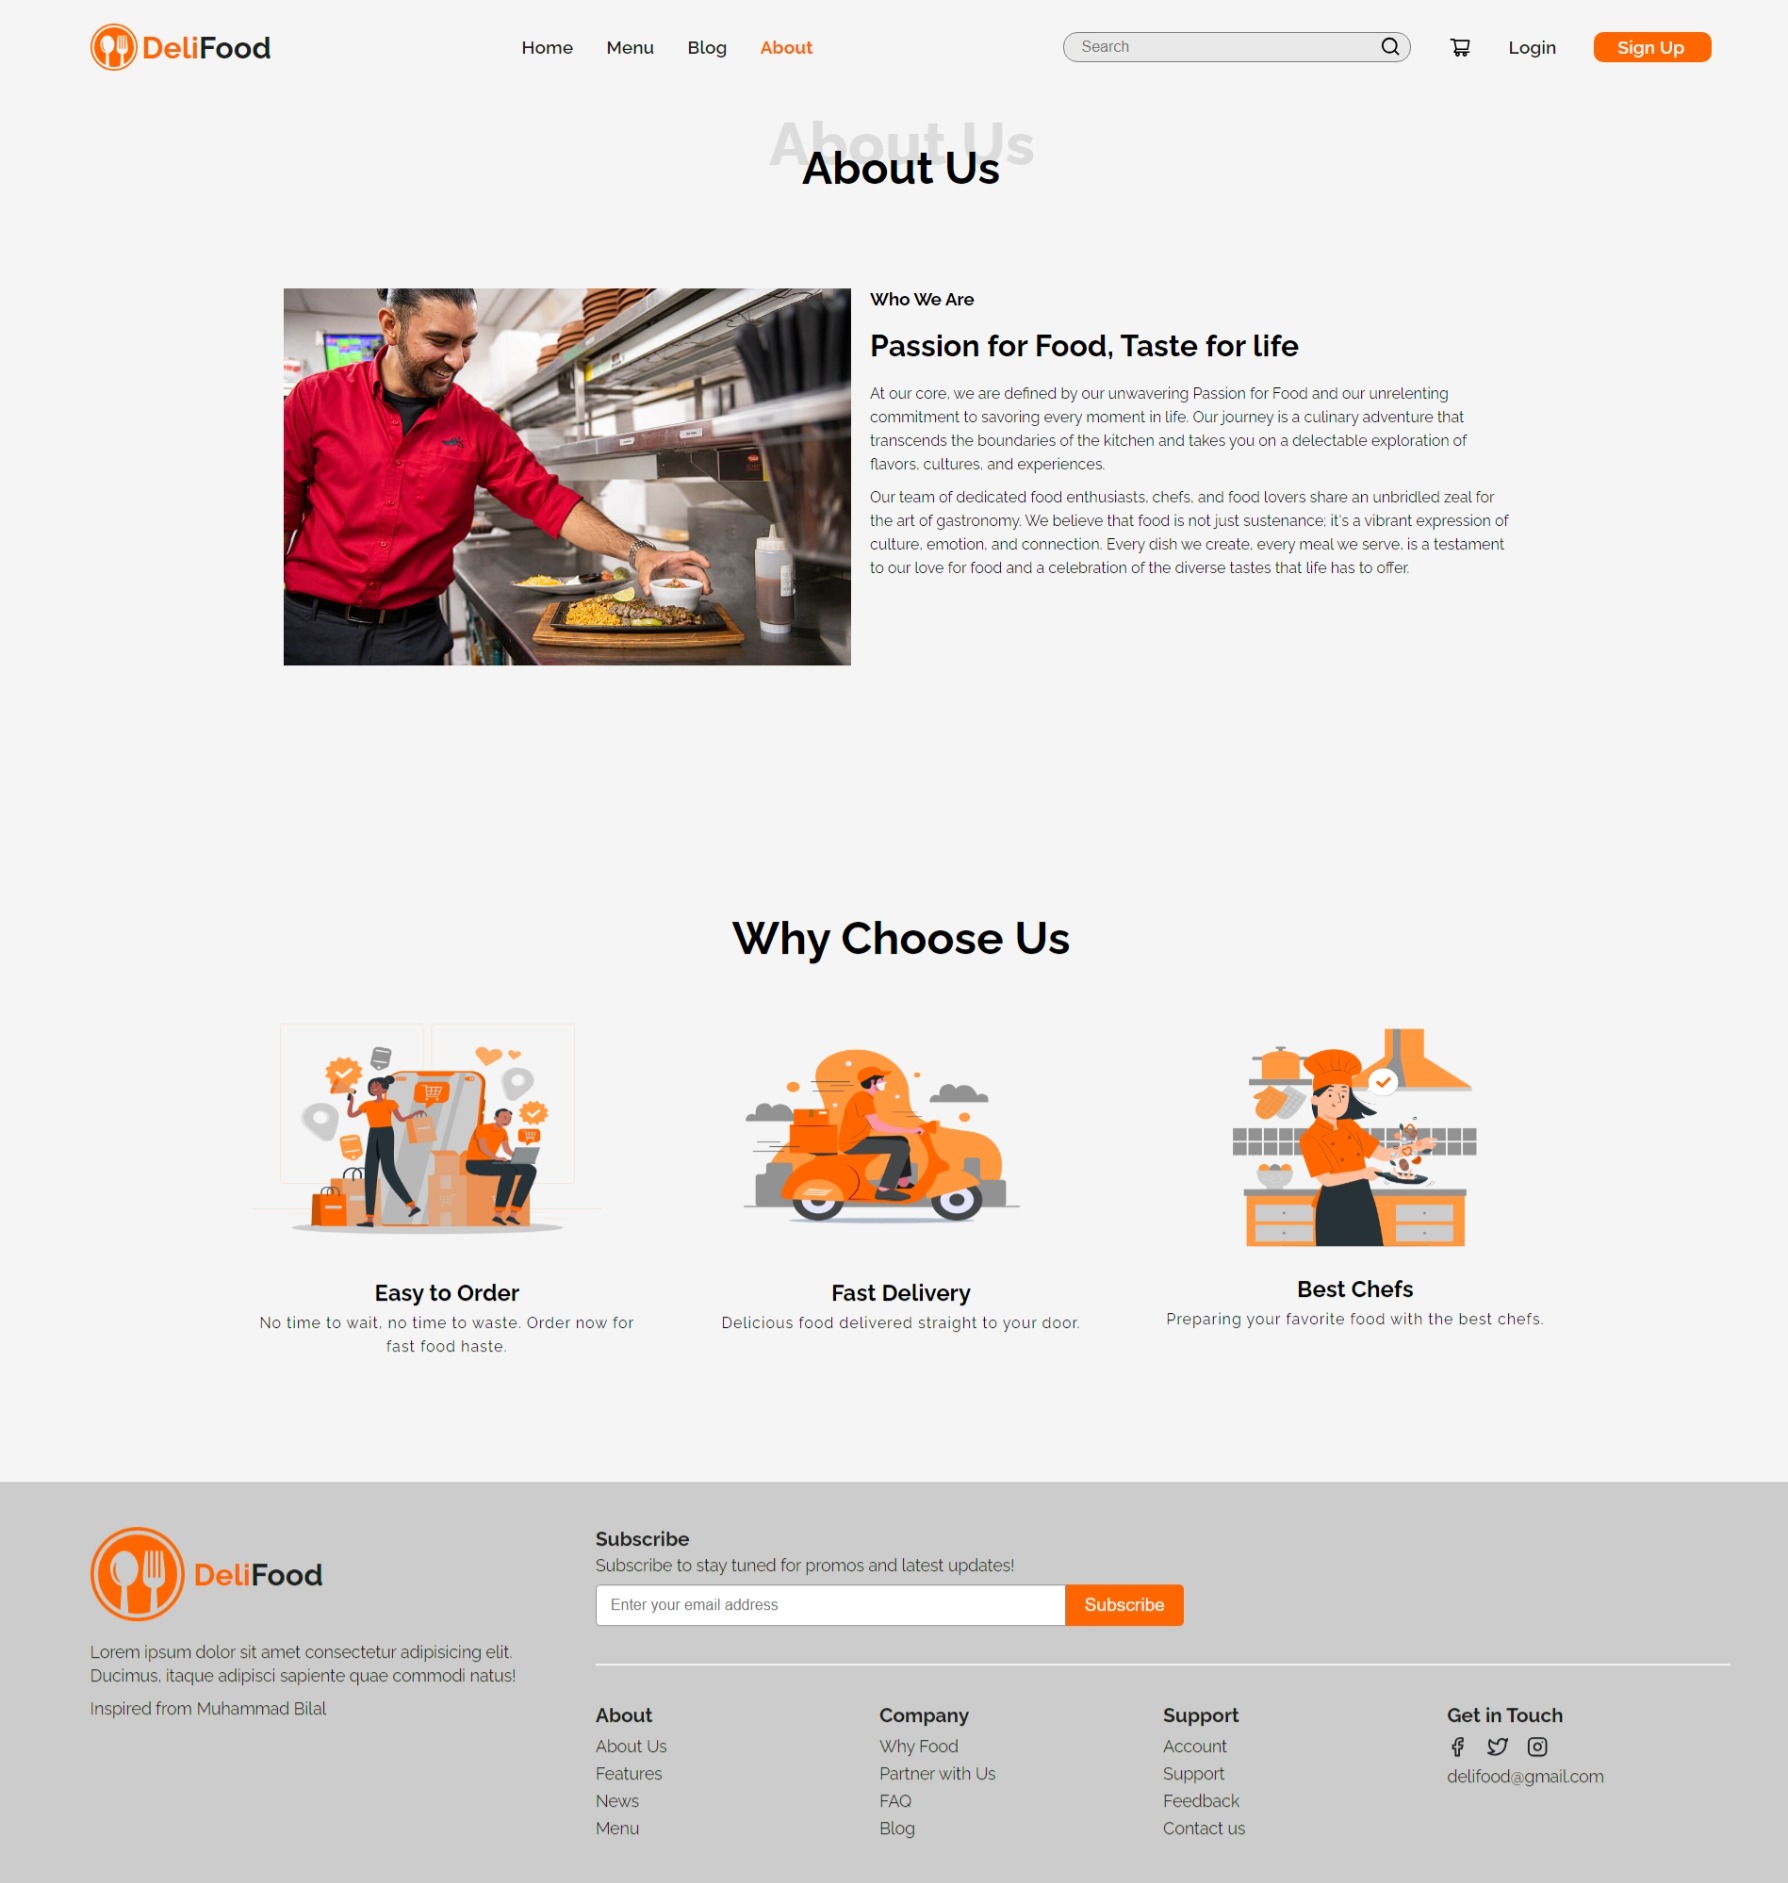 DeliFood
Home Menu Blog About
Search
Login
Sign Up
About Us
About Us
Who We Are
Passion for Food, Taste for life
At our core, we are defined by our unwavering Passion for Food and our unrelenting
commitment to savoring every moment in life. Our journey is a culinary adventure that
transcends the boundaries of the kitchen and takes you on a delectable exploration of
flavors, cultures, and experiences.
Our team of dedicated food enthusiasts, chefs, and food lovers share an unbridled zeal for
the art of gastronomy. We believe that food is not just sustenance; it's a vibrant expression of
culture, emotion, and connection. Every dish we create, every meal we serve, is a testament
to our love for food and a celebration of the diverse tastes that life has to offer.
Why Choose Us
Easy to Order
No time to wait, no time to waste. Order now for
fast food haste.
Fast Delivery
Delicious food delivered straight to your door.
Best Chefs
Preparing your favorite food with the best chefs.
DeliFood
Lorem ipsum dolor sit amet consectetur adipisicing elit.
Ducimus, itaque adipisci sapiente quae commodi natus!
Inspired from Muhammad Bilal
Subscribe
Subscribe to stay tuned for promos and latest updates!
Enter your email address
Subscribe
About
About Us
Features
News
Menu
Company
Why Food
Partner with Us
FAQ
Blog
Support
Account
Support
Feedback
Contact us
Get in Touch
delifood@gmail.com